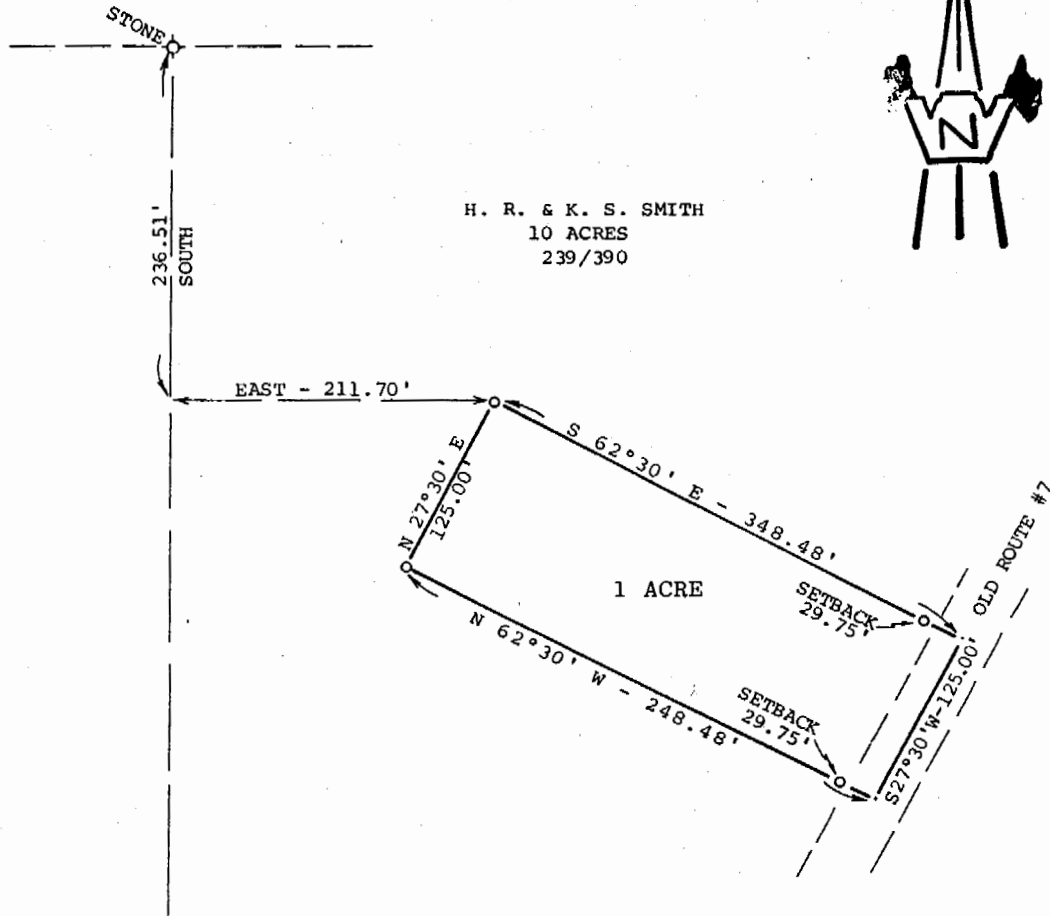 STONE
N
236.51'
SOUTH
H. R. & K. S. SMITH
10 ACRES
239/390
EAST - 211.70'
S 62°30' E - 348.48'
N 27°30' E
125.00'
OLD ROUTE #7
1 ACRE
SETBACK
29.75'
N 62°30' W - 248.48'
SETBACK
29.75'
S27°30'W-125.00'